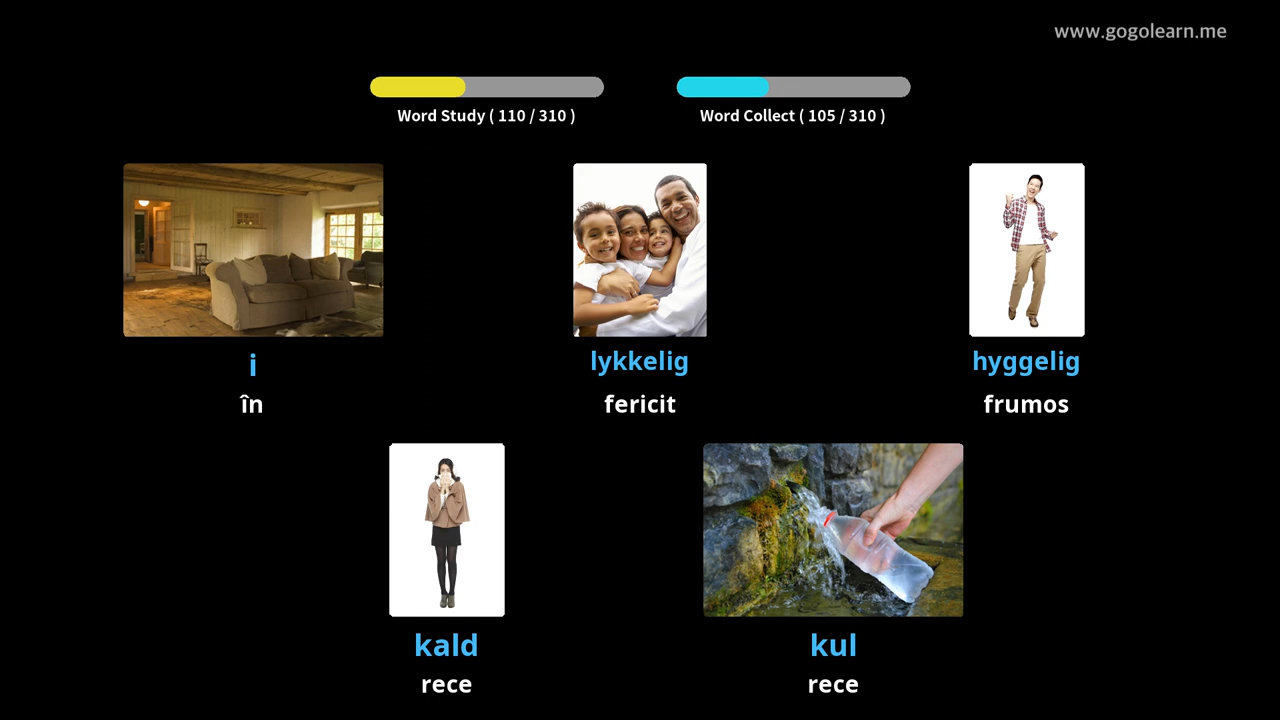 www.gogolearn.me
Word Study ( 110 / 310 )
Word Collect ( 105 / 310 )
i
lykkelig
hyggelig
în
fericit
frumos
kald
kul
rece
rece